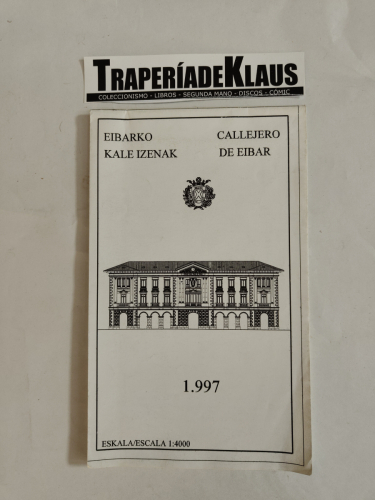 TRAPERÍADEKLAUS
COLECCIONISMO - LIBROS - SEGUNDA MANO - DISCOS - COMIC
EIBARKO
KALE IZENAK
CALLEJERO
DE EIBAR
1.997
ESKALA/ESCALA 1:4000